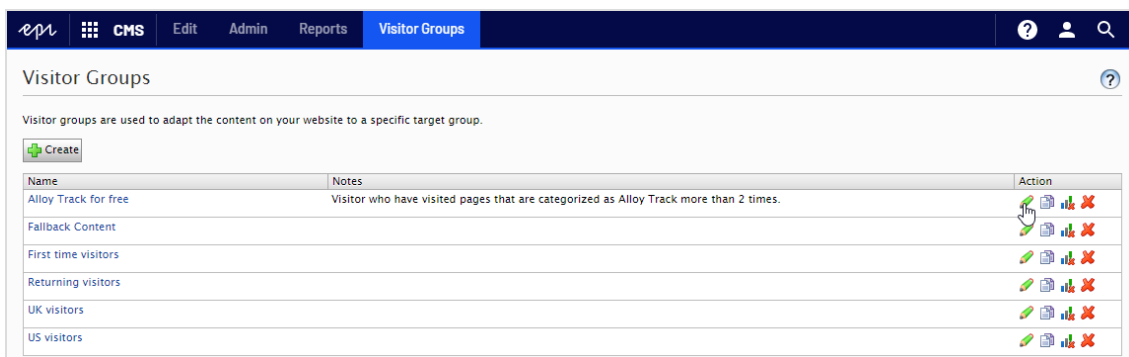 epi CMS Edit Admin Reports Visitor Groups ?
Visitor Groups ?
Visitor groups are used to adapt the content on your website to a specific target group.
Create
Name Notes Action
Alloy Track for free Visitor who have visited pages that are categorized as Alloy Track more than 2 times.
Fallback Content
First time visitors
Returning visitors
UK visitors
US visitors